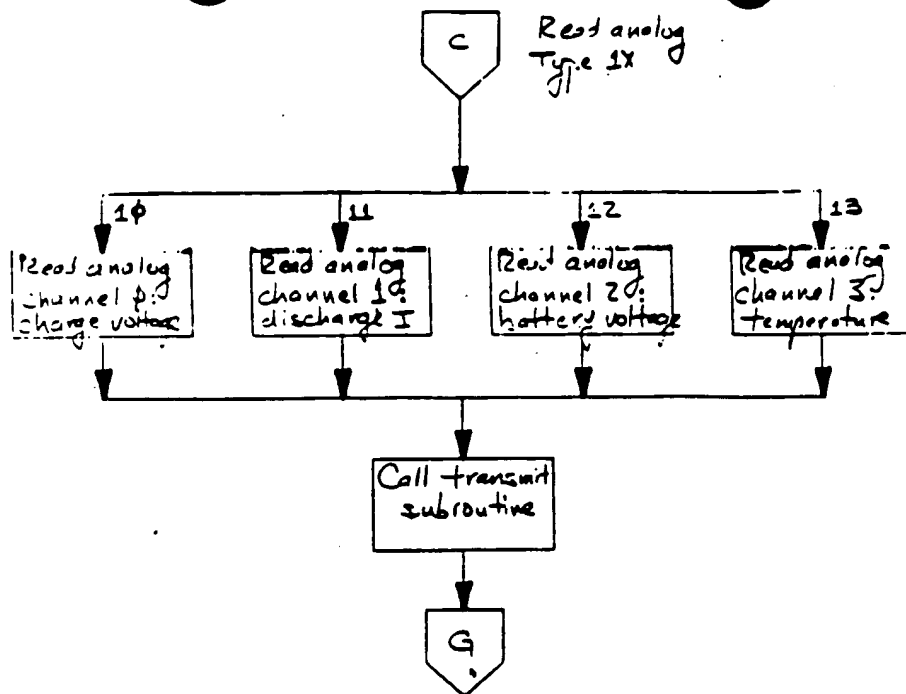 C
Read analog
Type 1X
1φ
11
12
13
Read analog
channel φ:
charge voltage
Read analog
channel 1:
discharge I
Read analog
channel 2:
battery voltage
Read analog
channel 3:
temperature
Call transmit
subroutine
G